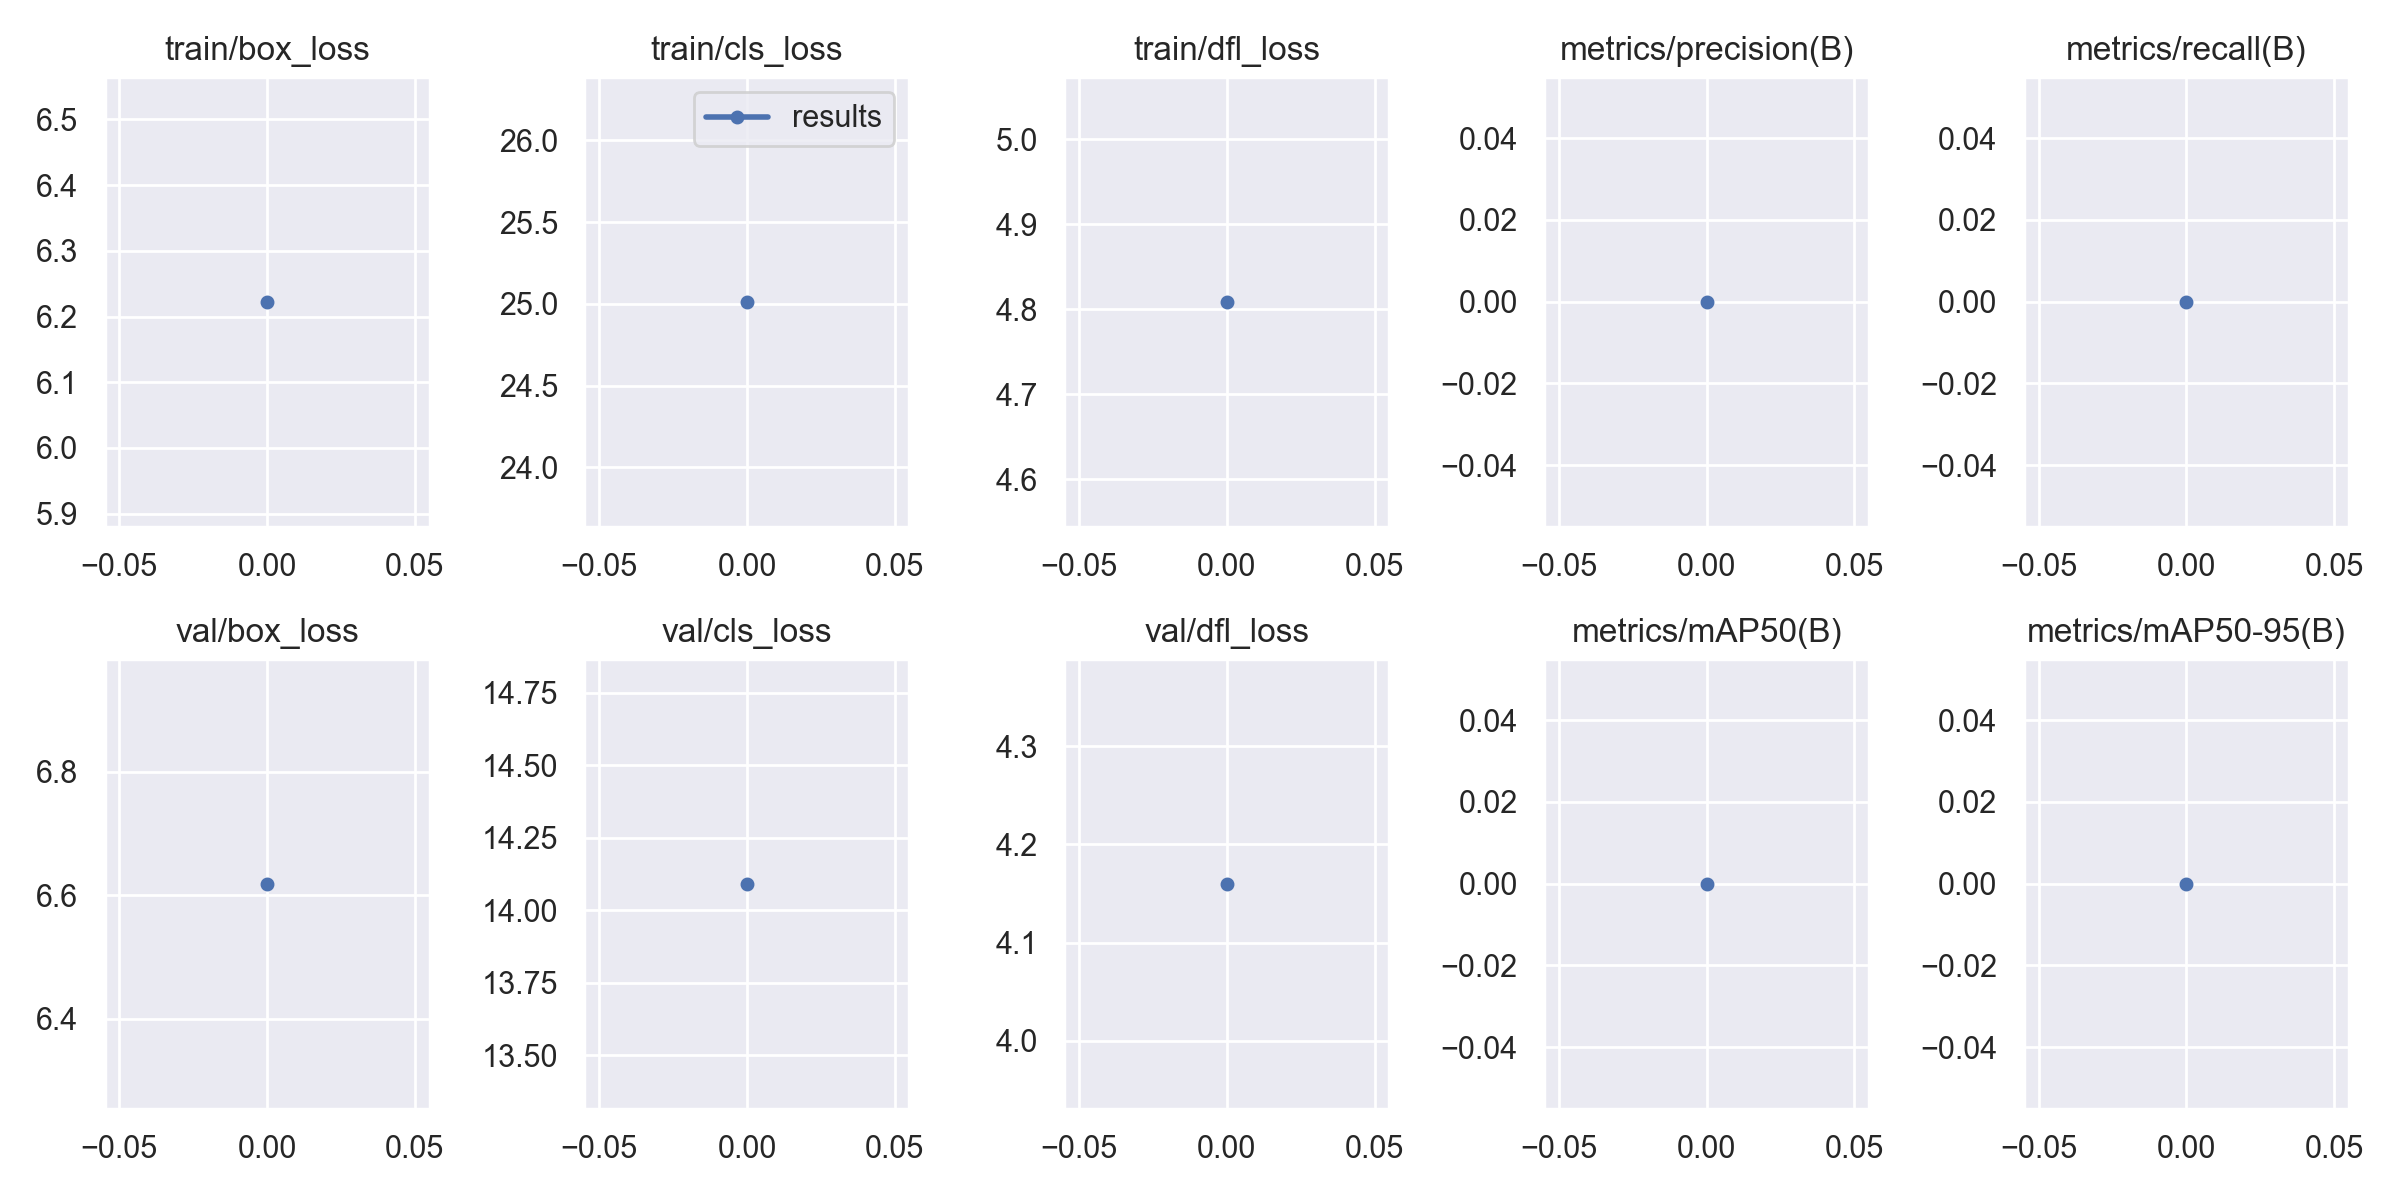 train/box_loss
6.5
6.4
6.3
6.2
6.1
6.0
5.9
−0.05 0.00 0.05
train/cls_loss
results
26.0
25.5
25.0
24.5
24.0
−0.05 0.00 0.05
train/dfl_loss
5.0
4.9
4.8
4.7
4.6
−0.05 0.00 0.05
metrics/precision(B)
0.04
0.02
0.00
−0.02
−0.04
−0.05 0.00 0.05
metrics/recall(B)
0.04
0.02
0.00
−0.02
−0.04
−0.05 0.00 0.05
val/box_loss
6.8
6.6
6.4
−0.05 0.00 0.05
val/cls_loss
14.75
14.50
14.25
14.00
13.75
13.50
−0.05 0.00 0.05
val/dfl_loss
4.3
4.2
4.1
4.0
−0.05 0.00 0.05
metrics/mAP50(B)
0.04
0.02
0.00
−0.02
−0.04
−0.05 0.00 0.05
metrics/mAP50-95(B)
0.04
0.02
0.00
−0.02
−0.04
−0.05 0.00 0.05